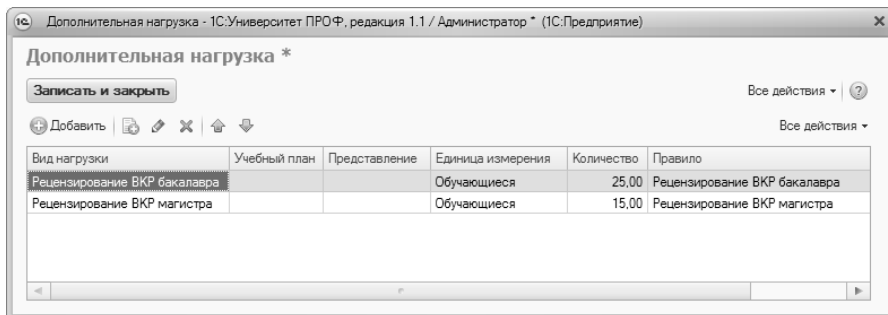 1С Дополнительная нагрузка - 1С:Университет ПРОФ, редакция 1.1 / Администратор * (1С:Предприятие)
Дополнительная нагрузка *
Записать и закрыть Все действия ?
Добавить Все действия
Вид нагрузки Учебный план Представление Единица измерения Количество Правило
Рецензирование ВКР бакалавра Обучающиеся 25,00 Рецензирование ВКР бакалавра
Рецензирование ВКР магистра Обучающиеся 15,00 Рецензирование ВКР магистра